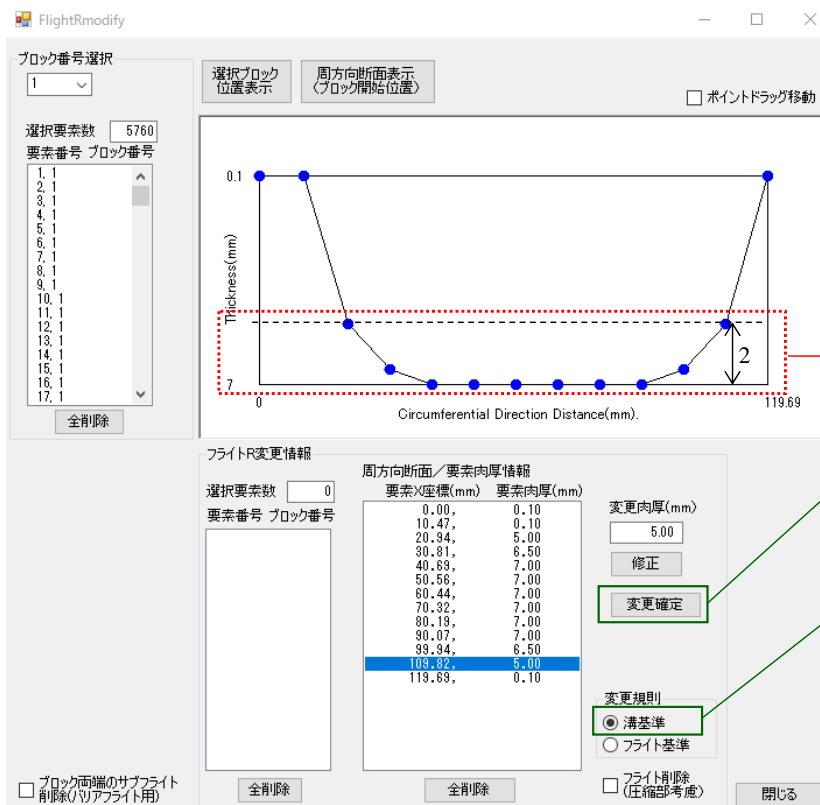 FlightRmodify
ブロック番号選択
1
選択要素数 5760
要素番号 ブロック番号
1, 1
2, 1
3, 1
4, 1
5, 1
6, 1
7, 1
8, 1
9, 1
10, 1
11, 1
12, 1
13, 1
14, 1
15, 1
16, 1
17, 1
全削除
選択ブロック
位置表示
周方向断面表示
(ブロック開始位置)
ポイントドラッグ移動
0.1
Thickness(mm)
7
2
0
119.69
Circumferential Direction Distance(mm).
フライトR変更情報
選択要素数 0
要素番号 ブロック番号
全削除
周方向断面／要素肉厚情報
要素X座標(mm) 要素肉厚(mm)
0.00, 0.10
10.47, 0.10
20.94, 5.00
30.81, 6.50
40.69, 7.00
50.56, 7.00
60.44, 7.00
70.32, 7.00
80.19, 7.00
90.07, 7.00
99.94, 6.50
109.82, 5.00
119.69, 0.10
全削除
変更肉厚(mm)
5.00
修正
変更確定
変更規則
溝基準
フライト基準
フライト削除
(圧縮部考慮)
ブロック両端のサブフライト
削除(バリアフライト用)
閉じる